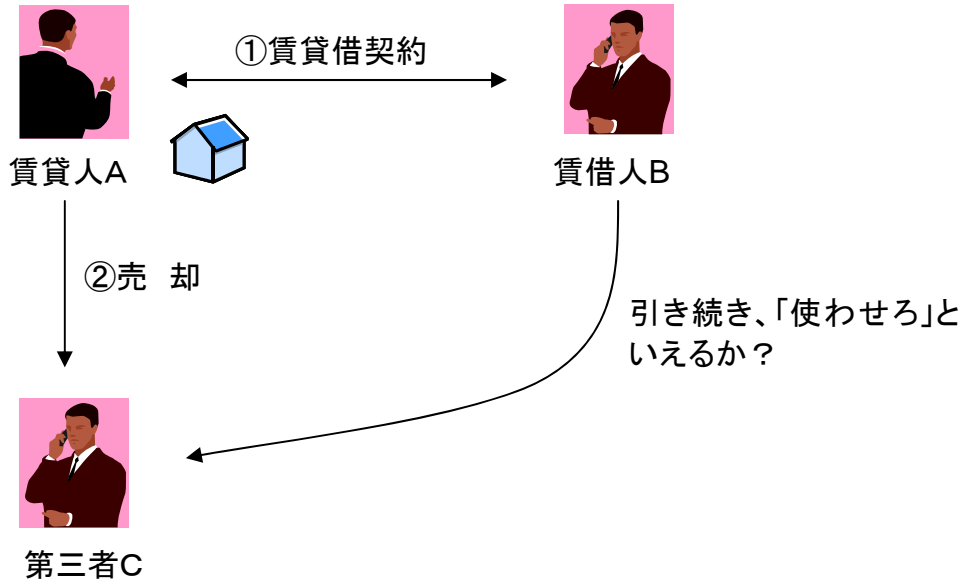 ①賃貸借契約
賃貸人A
賃借人B
②売　却
引き続き、「使わせろ」と
いえるか？
第三者C